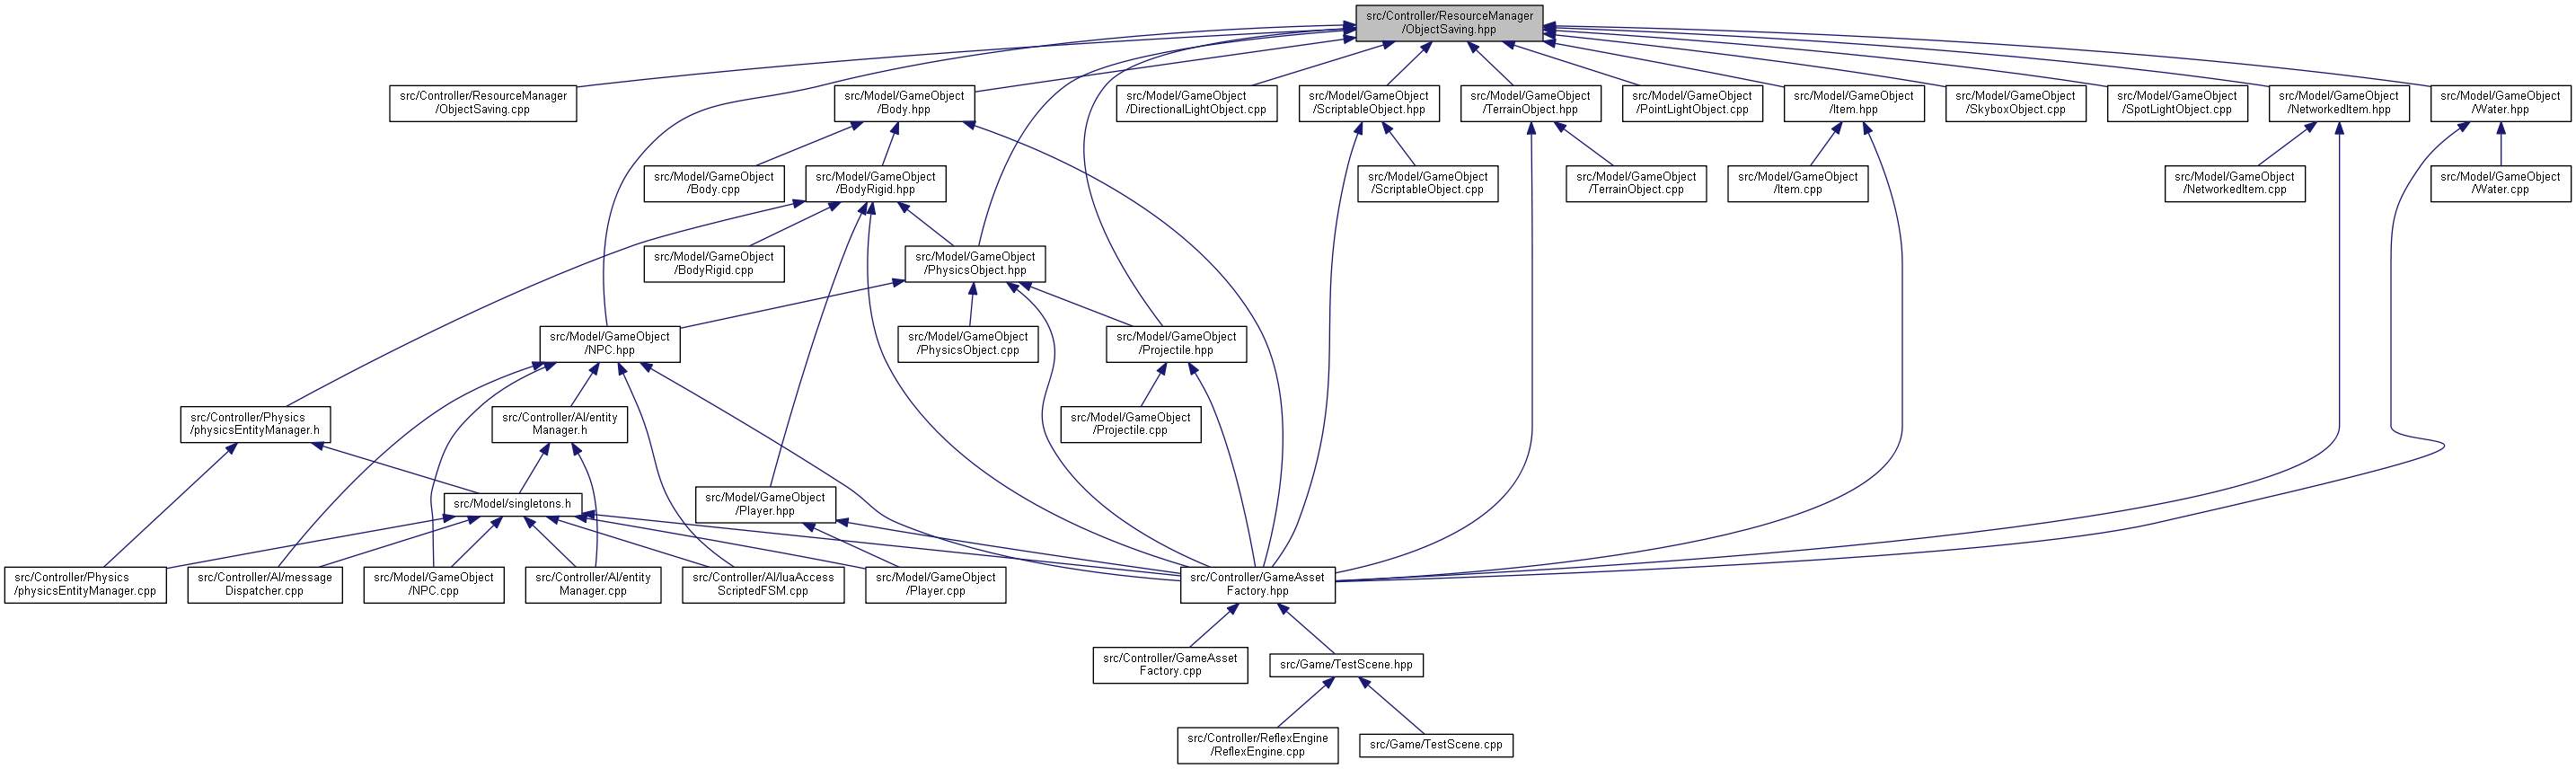 src/Controller/ResourceManager
/ObjectSaving.hpp
src/Controller/ResourceManager
/ObjectSaving.cpp
src/Model/GameObject
/Body.hpp
src/Model/GameObject
/DirectionalLightObject.cpp
src/Model/GameObject
/ScriptableObject.hpp
src/Model/GameObject
/TerrainObject.hpp
src/Model/GameObject
/PointLightObject.cpp
src/Model/GameObject
/Item.hpp
src/Model/GameObject
/SkyboxObject.cpp
src/Model/GameObject
/SpotLightObject.cpp
src/Model/GameObject
/NetworkedItem.hpp
src/Model/GameObject
/Water.hpp
src/Model/GameObject
/Body.cpp
src/Model/GameObject
/BodyRigid.hpp
src/Model/GameObject
/ScriptableObject.cpp
src/Model/GameObject
/TerrainObject.cpp
src/Model/GameObject
/Item.cpp
src/Model/GameObject
/NetworkedItem.cpp
src/Model/GameObject
/Water.cpp
src/Model/GameObject
/BodyRigid.cpp
src/Model/GameObject
/PhysicsObject.hpp
src/Model/GameObject
/NPC.hpp
src/Model/GameObject
/PhysicsObject.cpp
src/Model/GameObject
/Projectile.hpp
src/Controller/Physics
/physicsEntityManager.h
src/Controller/AI/entity
Manager.h
src/Model/GameObject
/Projectile.cpp
src/Model/singletons.h
src/Model/GameObject
/Player.hpp
src/Controller/Physics
/physicsEntityManager.cpp
src/Controller/AI/message
Dispatcher.cpp
src/Model/GameObject
/NPC.cpp
src/Controller/AI/entity
Manager.cpp
src/Controller/AI/luaAccess
ScriptedFSM.cpp
src/Model/GameObject
/Player.cpp
src/Controller/GameAsset
Factory.hpp
src/Controller/GameAsset
Factory.cpp
src/Game/TestScene.hpp
src/Controller/ReflexEngine
/ReflexEngine.cpp
src/Game/TestScene.cpp